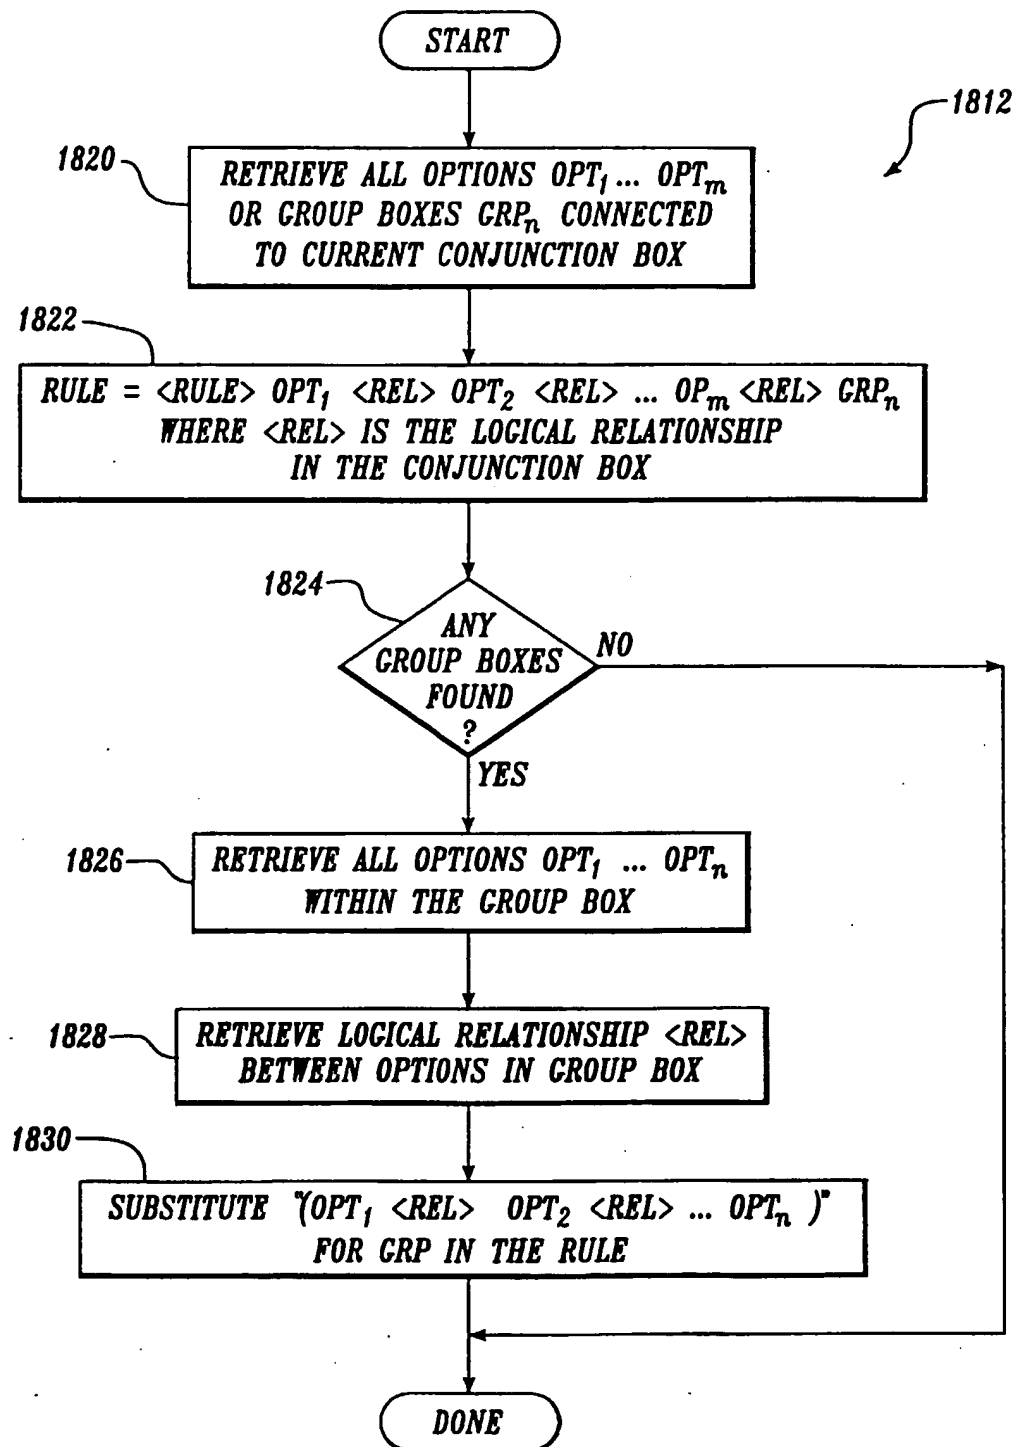 START
1812
1820
RETRIEVE ALL OPTIONS OPT₁ ... OPTₘ
OR GROUP BOXES GRPₙ CONNECTED
TO CURRENT CONJUNCTION BOX
1822
RULE = <RULE> OPT₁ <REL> OPT₂ <REL> ... OPₘ <REL> GRPₙ
WHERE <REL> IS THE LOGICAL RELATIONSHIP
IN THE CONJUNCTION BOX
1824
ANY
GROUP BOXES
FOUND
?
NO
YES
1826
RETRIEVE ALL OPTIONS OPT₁ ... OPTₙ
WITHIN THE GROUP BOX
1828
RETRIEVE LOGICAL RELATIONSHIP <REL>
BETWEEN OPTIONS IN GROUP BOX
1830
SUBSTITUTE "(OPT₁ <REL> OPT₂ <REL> ... OPTₙ )"
FOR GRP IN THE RULE
DONE